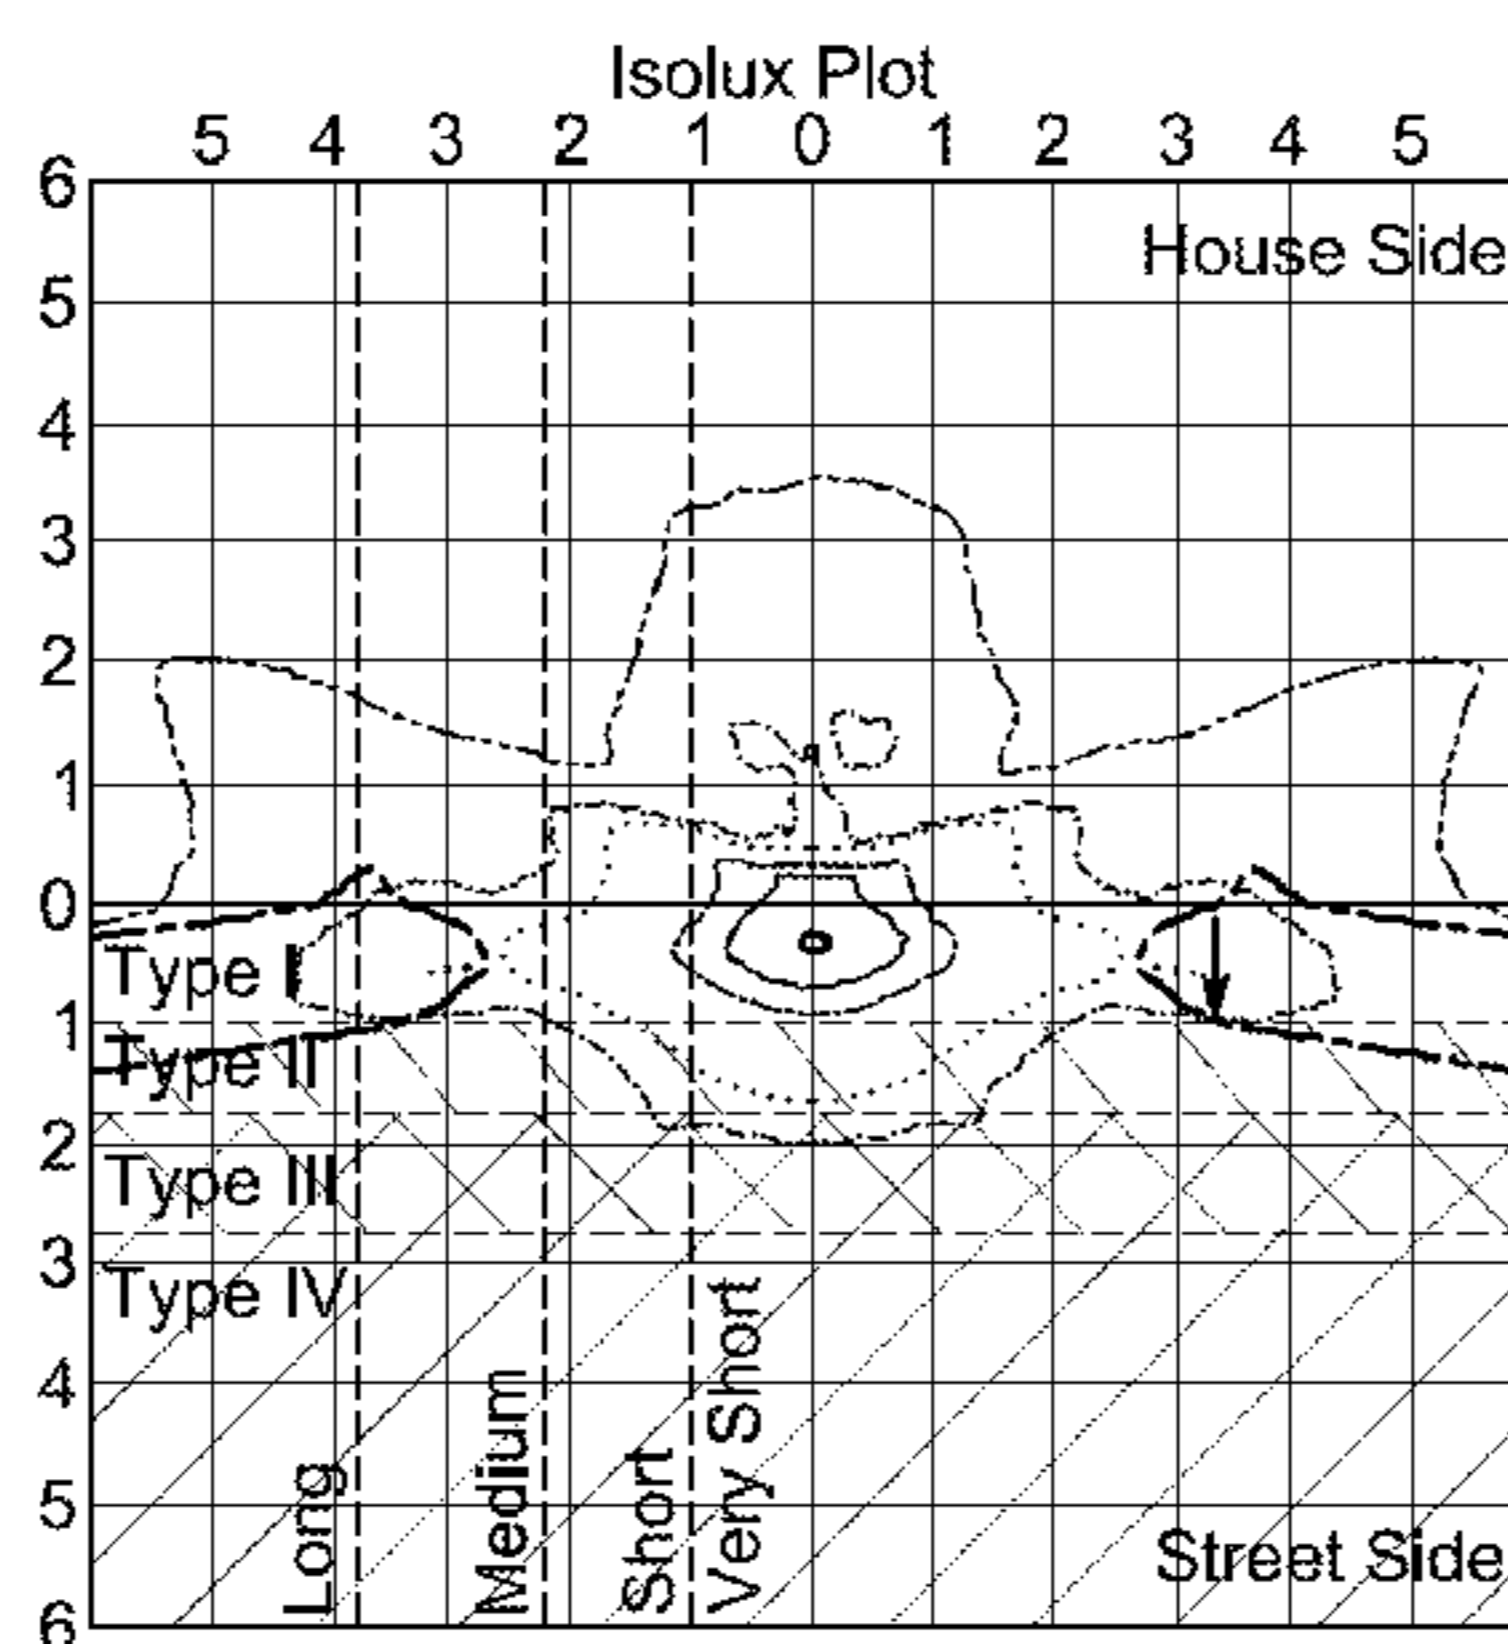 Isolux Plot
5 4 3 2 1 0 1 2 3 4 5
6
House Side
5
4
3
2
1
0
Type I
1
Type II
2
Type III
3
Type IV
4
5
Long
Medium
Short
Very Short
Street Side
6